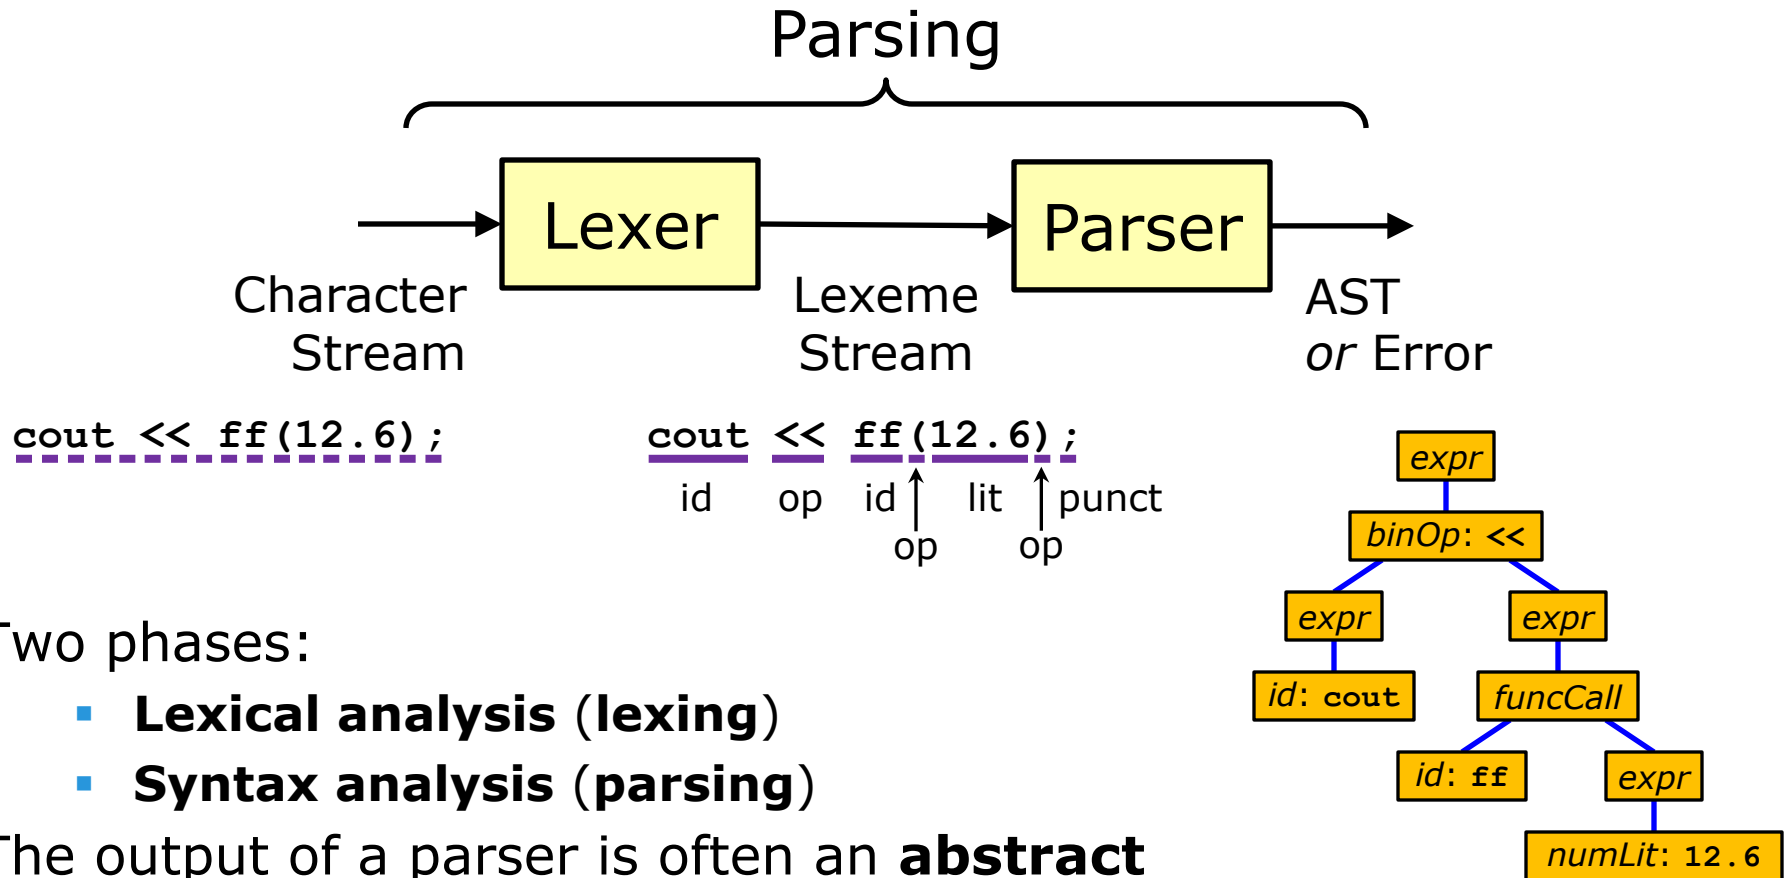 Parsing
Lexer
Parser
Character
Stream
Lexeme
Stream
AST
or Error
cout << ff(12.6);
cout << ff(12.6);
id op id lit punct
op op
expr
binOp: <<
expr expr
id: cout funcCall
id: ff expr
numLit: 12.6
Two phases:
▪ Lexical analysis (lexing)
▪ Syntax analysis (parsing)
The output of a parser is often an abstract